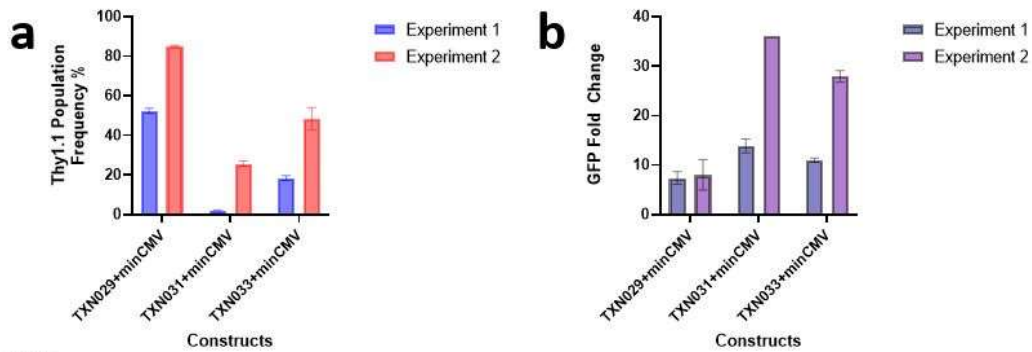 a
Thy1.1 Population
Frequency %
100
80
60
40
20
0
TXN029+minCMV
TXN031+minCMV
TXN033+minCMV
Constructs
Experiment 1
Experiment 2
b
GFP Fold Change
40
30
20
10
0
TXN029+minCMV
TXN031+minCMV
TXN033+minCMV
Constructs
Experiment 1
Experiment 2